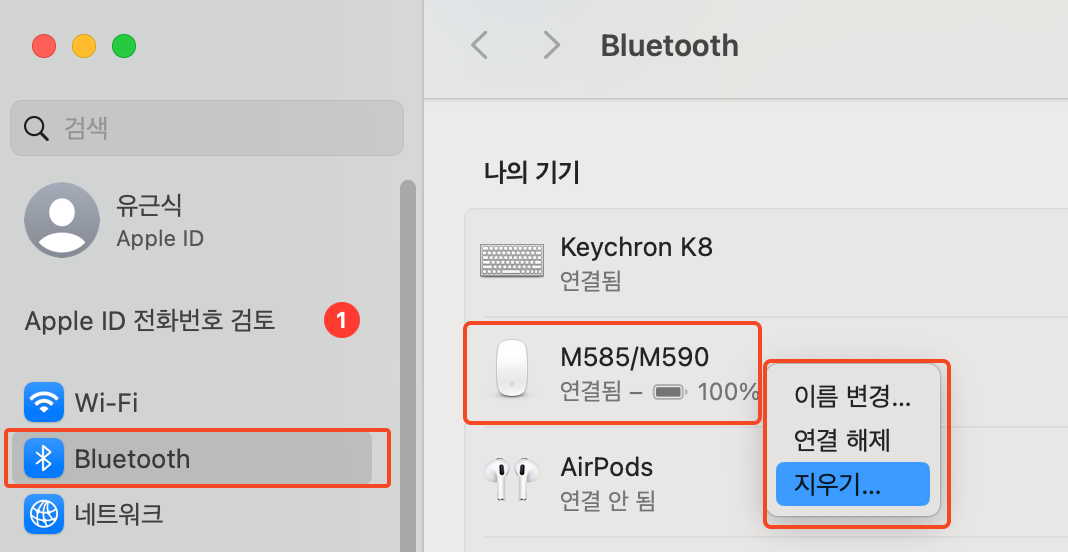 검색
유근식
Apple ID
Apple ID 전화번호 검토
1
Wi-Fi
Bluetooth
네트워크
Bluetooth
나의 기기
Keychron K8
연결됨
M585/M590
연결됨 – 100%
이름 변경...
연결 해제
지우기...
AirPods
연결 안 됨